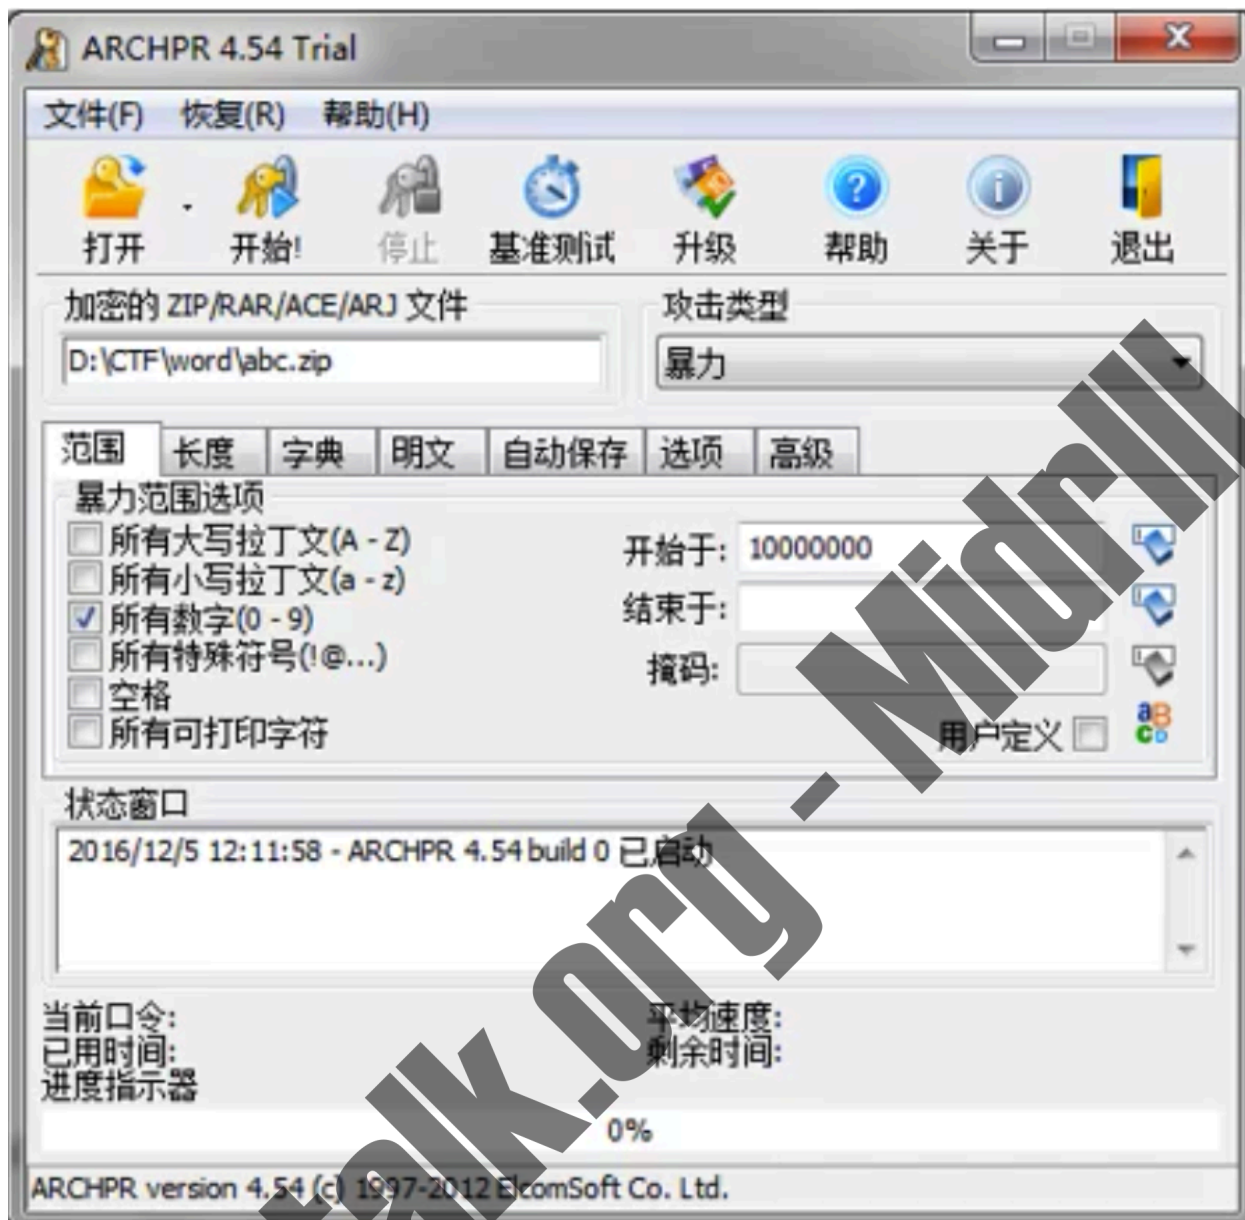 ARCHPR 4.54 Trial
文件(F) 恢复(R) 帮助(H)
打开 开始! 停止 基准测试 升级 帮助 关于 退出
加密的 ZIP/RAR/ACE/ARJ 文件 攻击类型
D:\CTF\word\abc.zip 暴力
范围 长度 字典 明文 自动保存 选项 高级
暴力范围选项
所有大写拉丁文(A - Z)
所有小写拉丁文(a - z)
所有数字(0 - 9)
所有特殊符号(!@...)
空格
所有可打印字符
开始于: 10000000
结束于:
掩码:
用户定义
状态窗口
2016/12/5 12:11:58 - ARCHPR 4.54 build 0 已启动
当前口令: 平均速度:
已用时间: 剩余时间:
进度指示器
0%
ARCHPR version 4.54 (c) 1997-2012 ElcomSoft Co. Ltd.
talk.org - Midrill